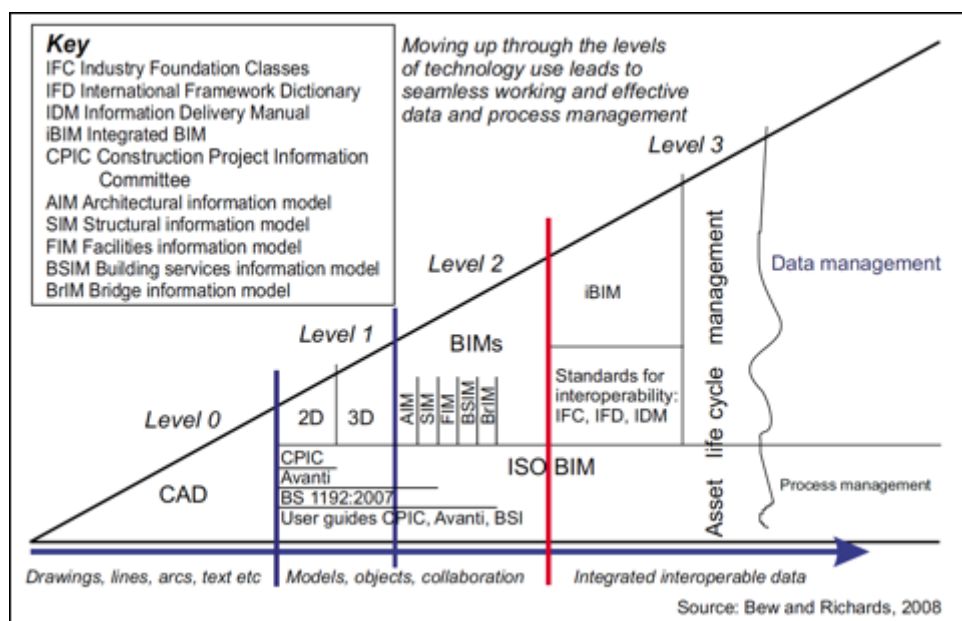 Key
IFC Industry Foundation Classes
IFD International Framework Dictionary
IDM Information Delivery Manual
iBIM Integrated BIM
CPIC Construction Project Information
Committee
AIM Architectural information model
SIM Structural information model
FIM Facilities information model
BSIM Building services information model
BrIM Bridge information model
Moving up through the levels
of technology use leads to
seamless working and effective
data and process management
Level 3
Level 2
Level 1
Level 0
Data management
iBIM
BIMs
Standards for
interoperability:
IFC, IFD, IDM
2D
3D
AIM
SIM
FIM
BSIM
BrIM
CAD
CPIC
Avanti
BS 1192:2007
User guides CPIC, Avanti, BSI
ISO BIM
Asset life cycle management
Process management
Drawings, lines, arcs, text etc
Models, objects, collaboration
Integrated interoperable data
Source: Bew and Richards, 2008